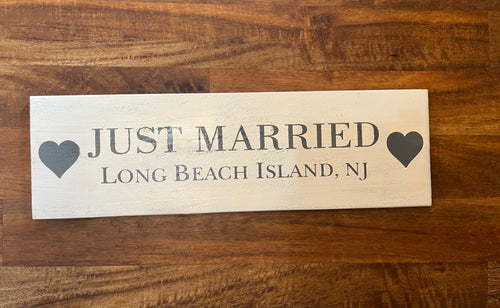 JUST MARRIED
LONG BEACH ISLAND, NJ